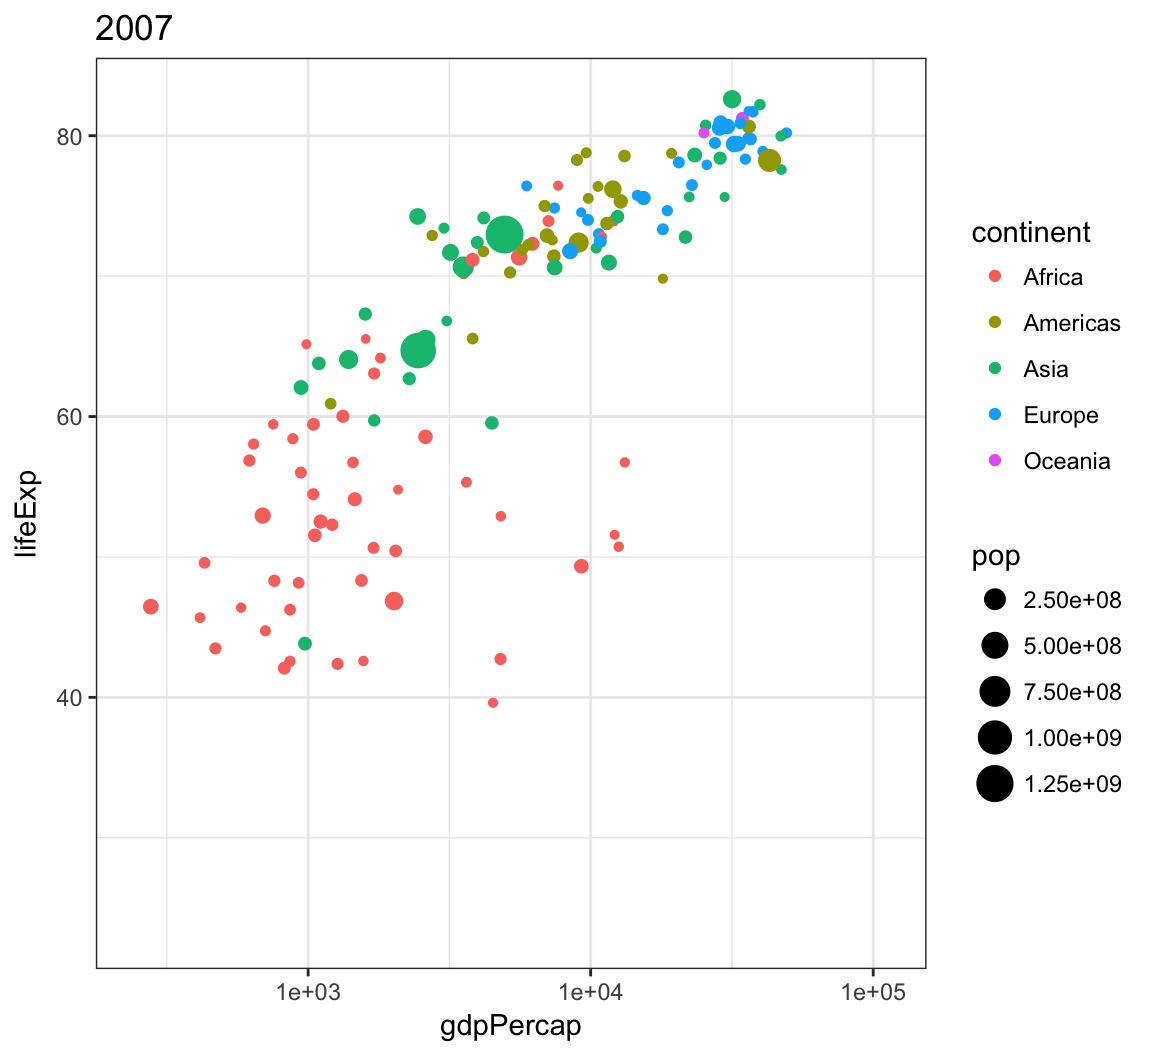 2007
80
60
40
lifeExp
1e+03
1e+04
1e+05
gdpPercap
continent
Africa
Americas
Asia
Europe
Oceania
pop
2.50e+08
5.00e+08
7.50e+08
1.00e+09
1.25e+09